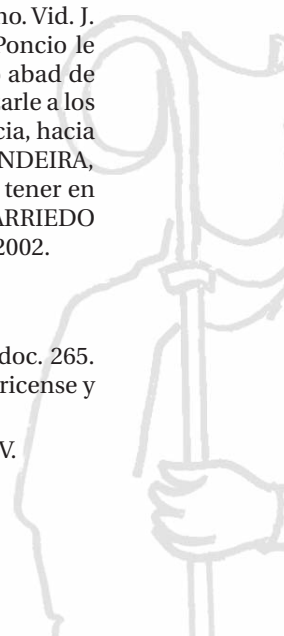 no. Vid. J.
Poncio le
abad de
arle a los
cia, hacia
NDEIRA,
tener en
ARRIEDO
2002.
doc. 265.
ricense y
V.